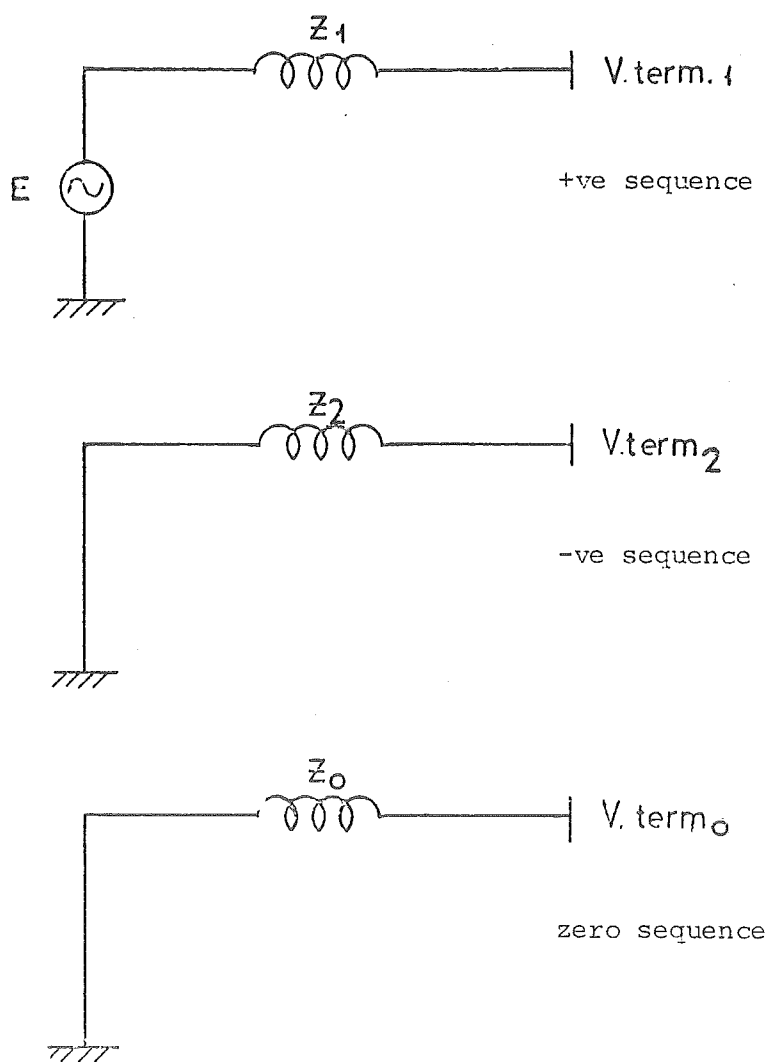 Z1
V.term.1
E
+ve sequence
Z2
V.term2
-ve sequence
Z0
V.term0
zero sequence